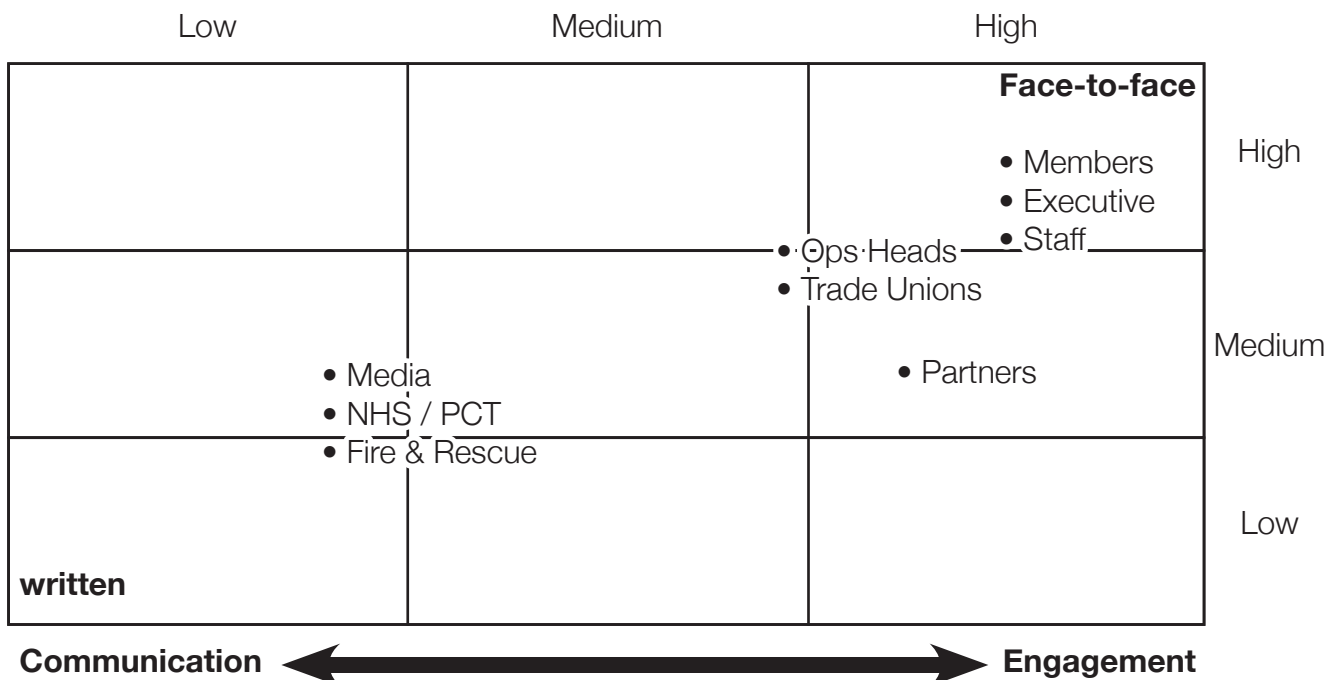 Low Medium High
Face-to-face
High
• Members
• Executive
• Staff
• Ops Heads
• Trade Unions
Medium
• Partners
• Media
• NHS / PCT
• Fire & Rescue
Low
written
Communication Engagement